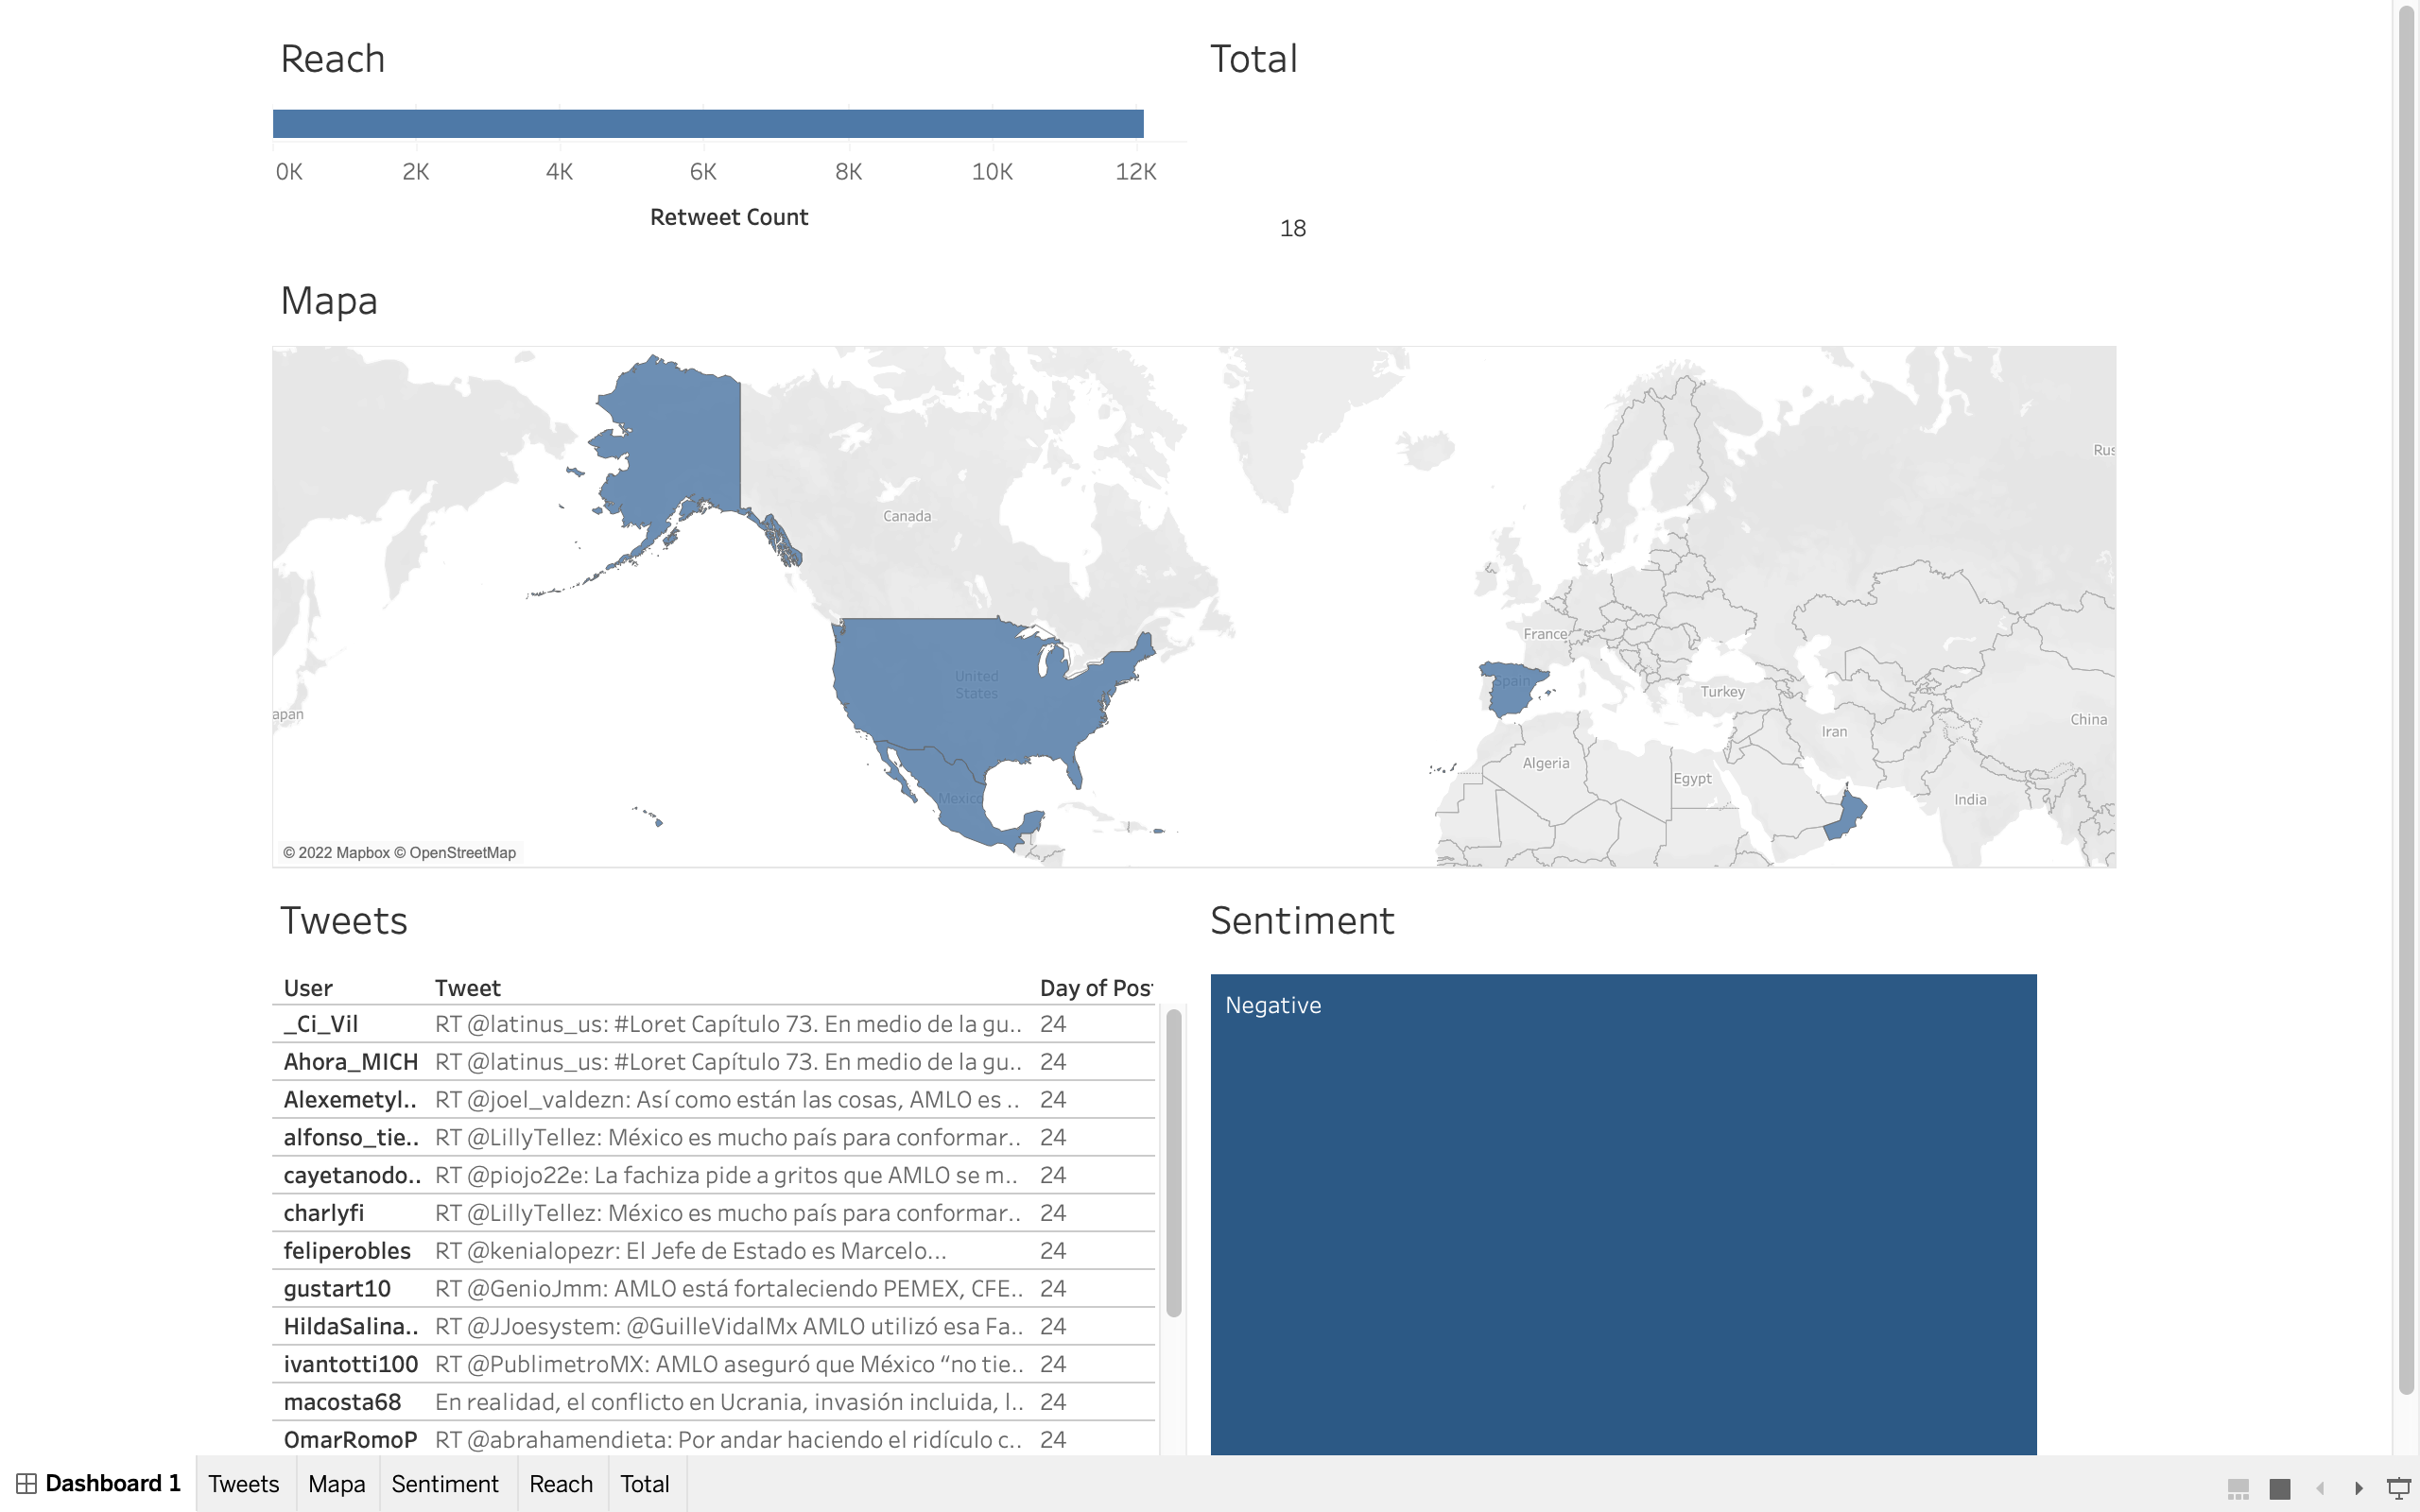 Reach
Total
0K 2K 4K 6K 8K 10K 12K
Retweet Count
18
Mapa
Rus
Canada
France
United
States
Spain
Turkey
apan
China
Iran
Algeria
Egypt
Mexico
India
© 2022 Mapbox © OpenStreetMap
Tweets
Sentiment
User Tweet Day of Pos
Negative
_Ci_Vil RT @latinus_us: #Loret Capítulo 73. En medio de la gu.. 24
Ahora_MICH RT @latinus_us: #Loret Capítulo 73. En medio de la gu.. 24
Alexemetyl.. RT @joel_valdezn: Así como están las cosas, AMLO es .. 24
alfonso_tie.. RT @LillyTellez: México es mucho país para conformar.. 24
cayetanodo.. RT @piojo22e: La fachiza pide a gritos que AMLO se m.. 24
charlyfi RT @LillyTellez: México es mucho país para conformar.. 24
feliperobles RT @kenialopezr: El Jefe de Estado es Marcelo... 24
gustart10 RT @GenioJmm: AMLO está fortaleciendo PEMEX, CFE.. 24
HildaSalina.. RT @JJoesystem: @GuilleVidalMx AMLO utilizó esa Fa.. 24
ivantotti100 RT @PublimetroMX: AMLO aseguró que México “no tie.. 24
macosta68 En realidad, el conflicto en Ucrania, invasión incluida, l.. 24
OmarRomoP RT @abrahamendieta: Por andar haciendo el ridículo c.. 24
Dashboard 1 Tweets Mapa Sentiment Reach Total